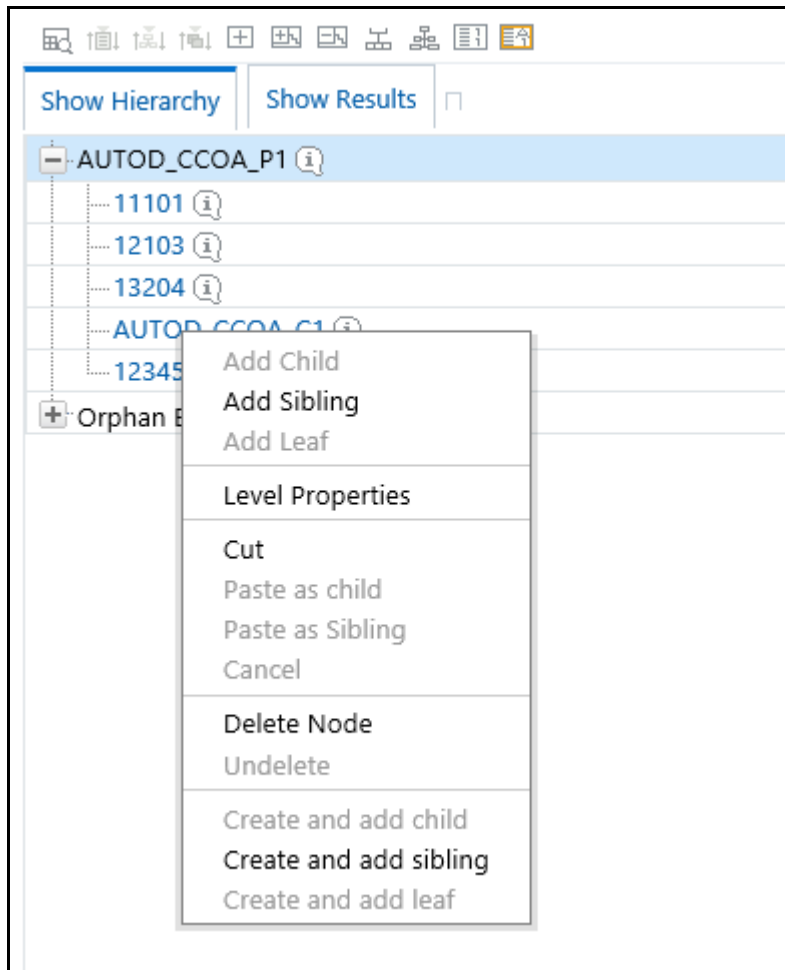 Show Hierarchy
Show Results
AUTOD_CCOA_P1
11101
12103
13204
AUTOD_CCOA_C1
12345
Orphan
Add Child
Add Sibling
Add Leaf
Level Properties
Cut
Paste as child
Paste as Sibling
Cancel
Delete Node
Undelete
Create and add child
Create and add sibling
Create and add leaf